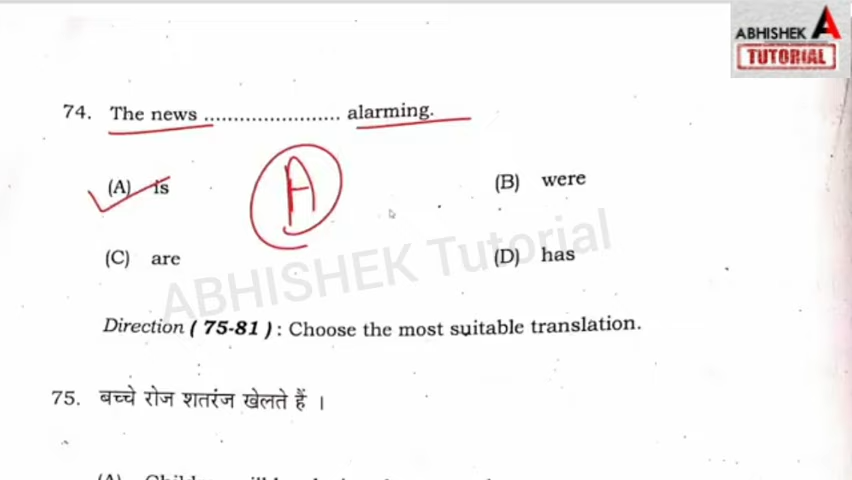 ABHISHEK A
TUTORIAL
74. The news ....................... alarming.
(A) is
(B) were
A
(C) are
(D) has
ABHISHEK Tutorial
Direction ( 75-81 ) : Choose the most suitable translation.
75. बच्चे रोज शतरंज खेलते हैं ।
(A)